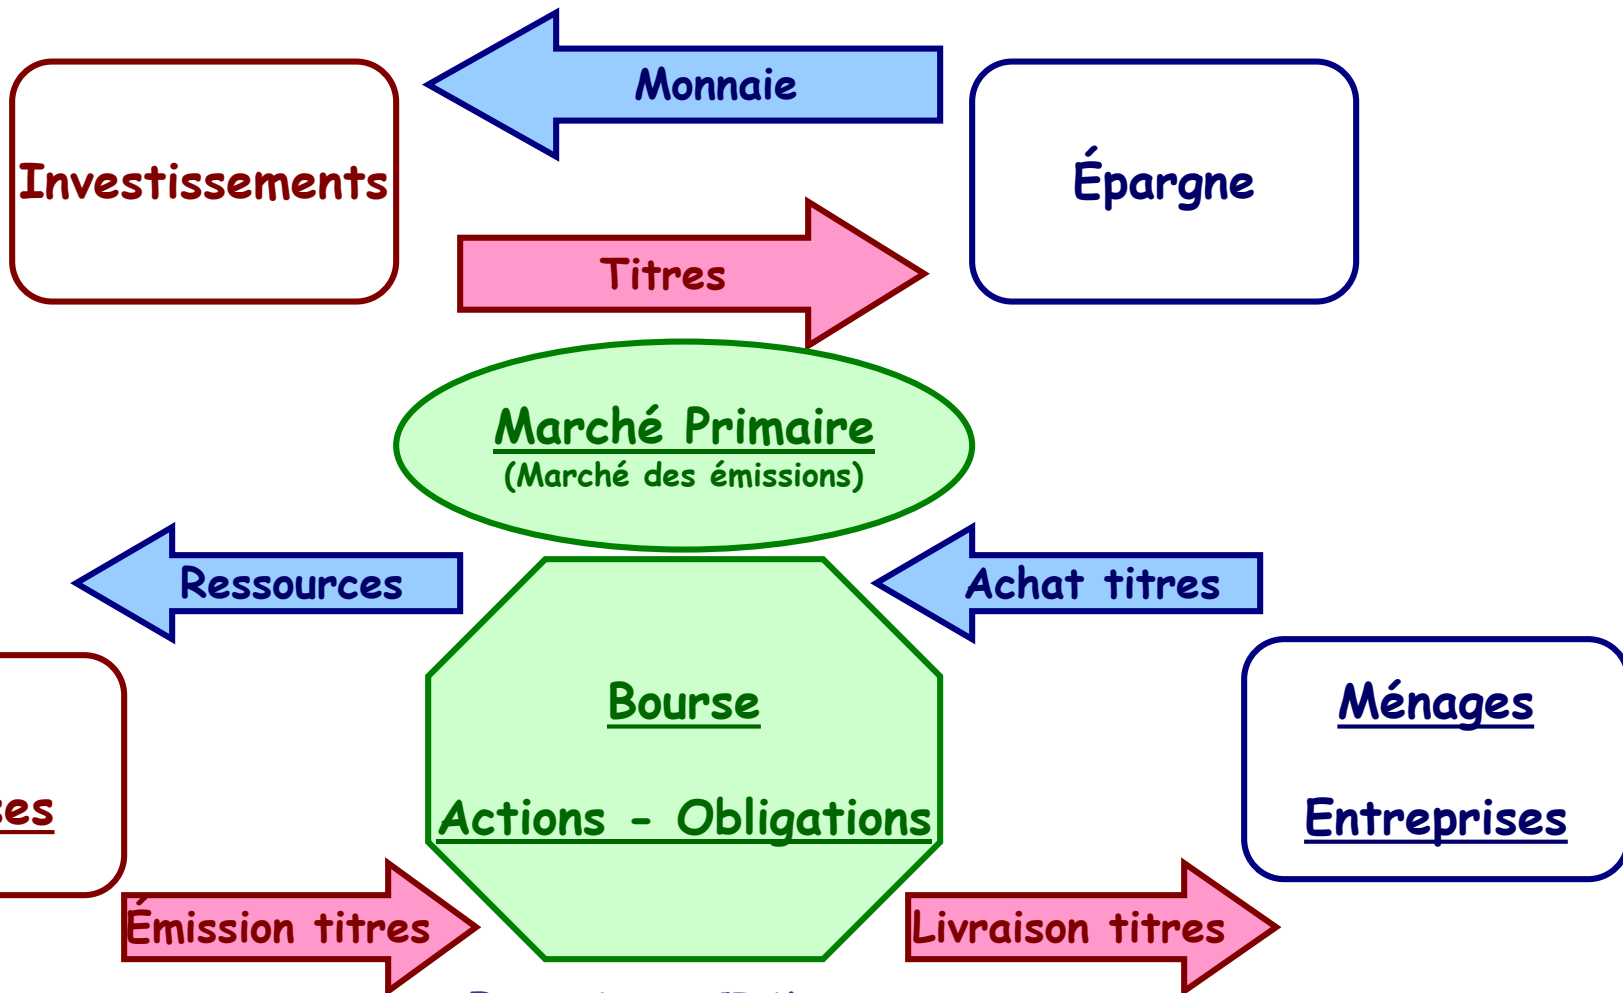 Monnaie
Investissements
Épargne
Titres
Marché Primaire
(Marché des émissions)
Ressources
Achat titres
Bourse
Ménages
Actions - Obligations
Entreprises
Émission titres
Livraison titres